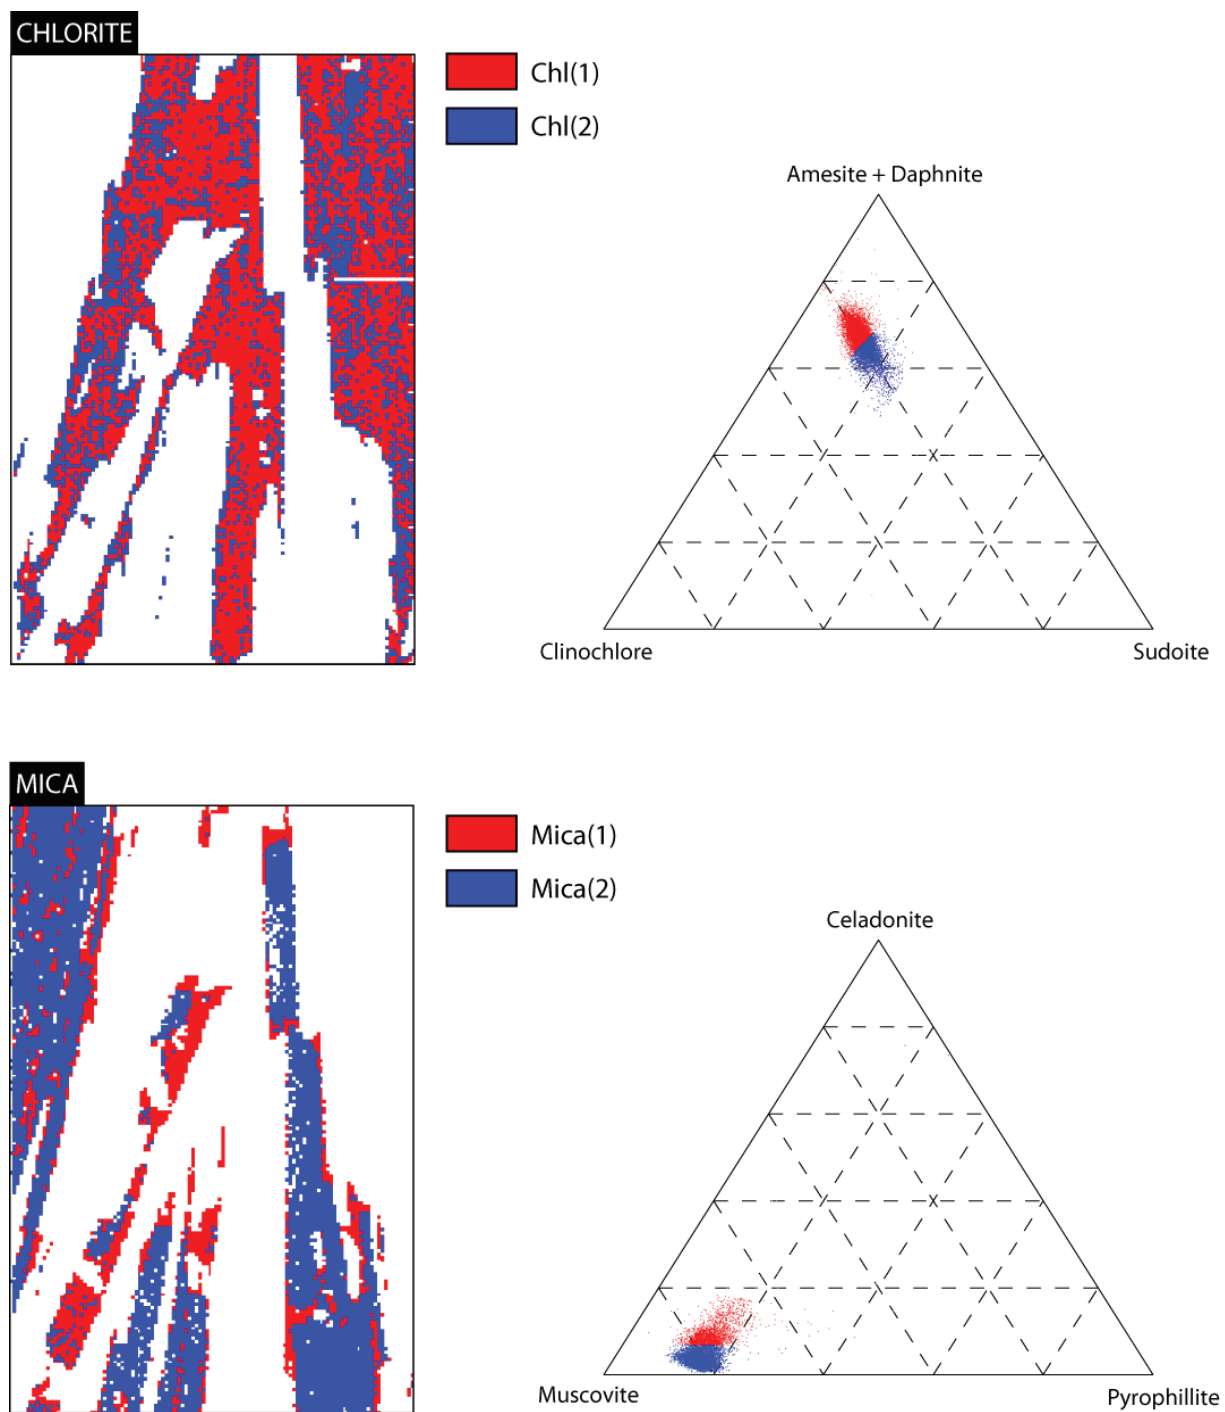 CHLORITE
Chl(1)
Chl(2)
Amesite + Daphnite
Clinochlore
Sudoite
MICA
Mica(1)
Mica(2)
Celadonite
Muscovite
Pyrophillite